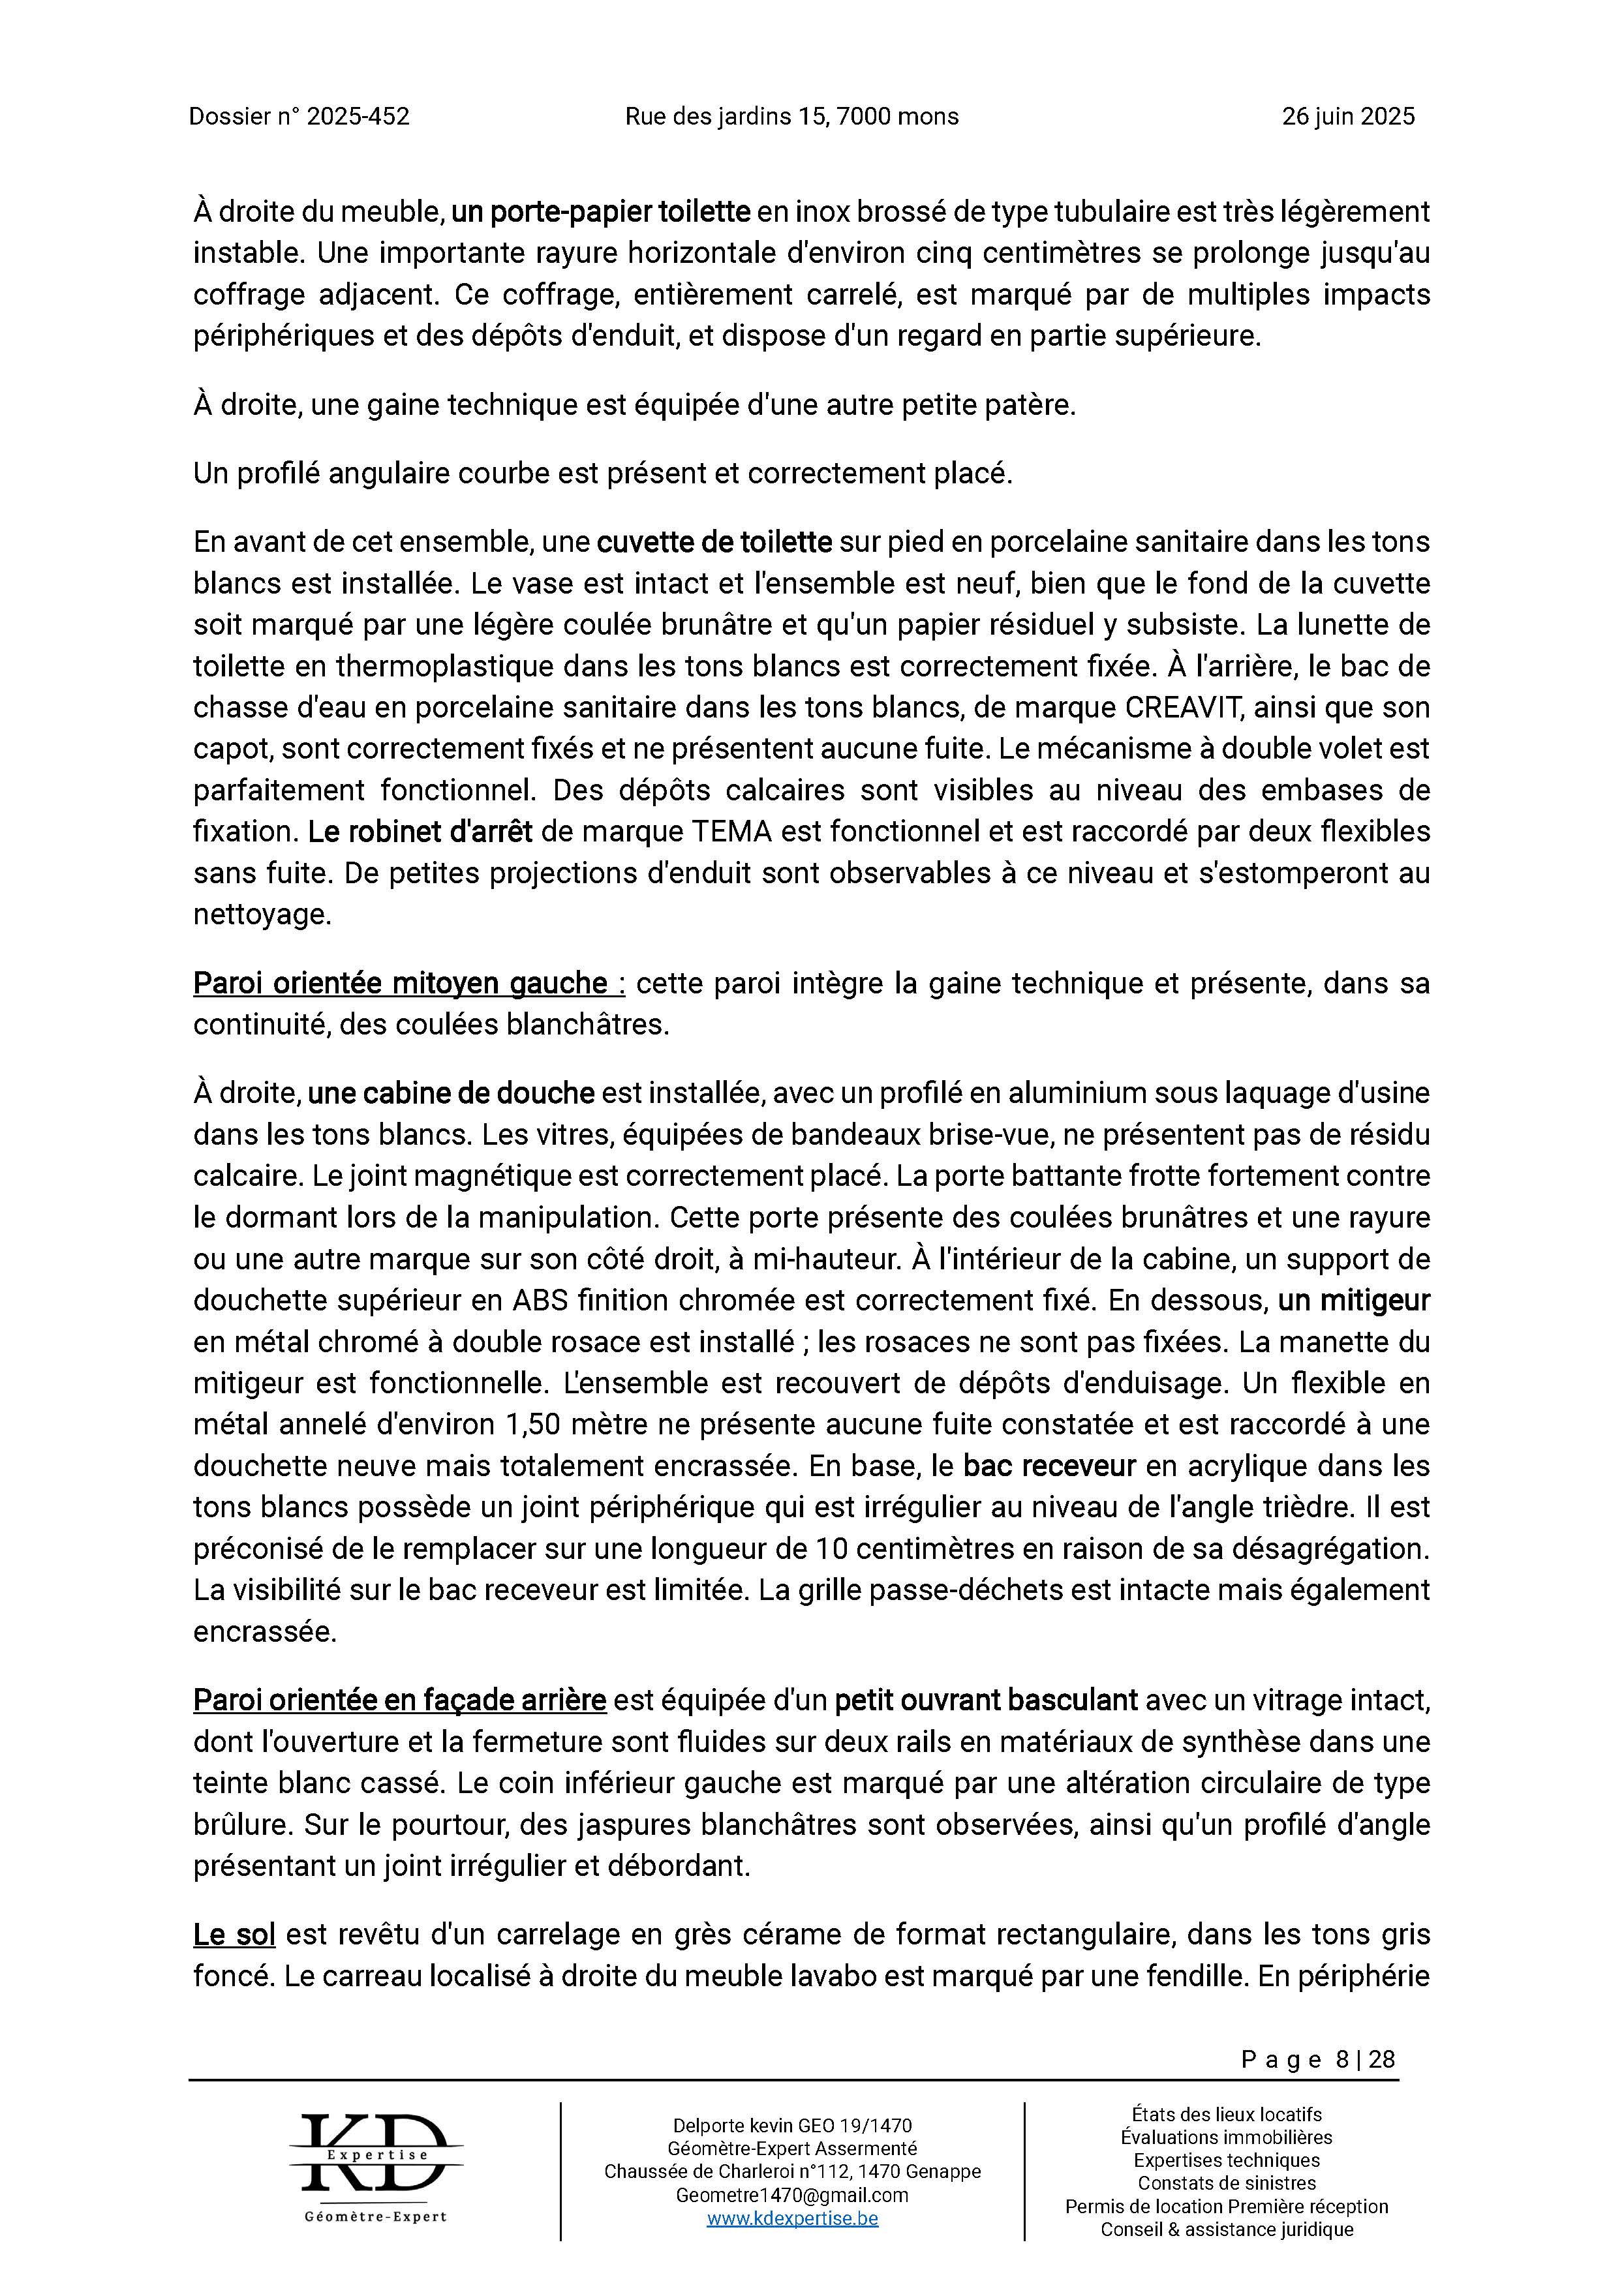 Dossier n° 2025-452 Rue des jardins 15, 7000 mons 26 juin 2025
À droite du meuble, un porte-papier toilette en inox brossé de type tubulaire est très légèrement
instable. Une importante rayure horizontale d'environ cinq centimètres se prolonge jusqu'au
coffrage adjacent. Ce coffrage, entièrement carrelé, est marqué par de multiples impacts
périphériques et des dépôts d'enduit, et dispose d'un regard en partie supérieure.
À droite, une gaine technique est équipée d'une autre petite patère.
Un profilé angulaire courbe est présent et correctement placé.
En avant de cet ensemble, une cuvette de toilette sur pied en porcelaine sanitaire dans les tons
blancs est installée. Le vase est intact et l'ensemble est neuf, bien que le fond de la cuvette
soit marqué par une légère coulée brunâtre et qu'un papier résiduel y subsiste. La lunette de
toilette en thermoplastique dans les tons blancs est correctement fixée. À l'arrière, le bac de
chasse d'eau en porcelaine sanitaire dans les tons blancs, de marque CREAVIT, ainsi que son
capot, sont correctement fixés et ne présentent aucune fuite. Le mécanisme à double volet est
parfaitement fonctionnel. Des dépôts calcaires sont visibles au niveau des embases de
fixation. Le robinet d'arrêt de marque TEMA est fonctionnel et est raccordé par deux flexibles
sans fuite. De petites projections d'enduit sont observables à ce niveau et s'estomperont au
nettoyage.
Paroi orientée mitoyen gauche : cette paroi intègre la gaine technique et présente, dans sa
continuité, des coulées blanchâtres.
À droite, une cabine de douche est installée, avec un profilé en aluminium sous laquage d'usine
dans les tons blancs. Les vitres, équipées de bandeaux brise-vue, ne présentent pas de résidu
calcaire. Le joint magnétique est correctement placé. La porte battante frotte fortement contre
le dormant lors de la manipulation. Cette porte présente des coulées brunâtres et une rayure
ou une autre marque sur son côté droit, à mi-hauteur. À l'intérieur de la cabine, un support de
douchette supérieur en ABS finition chromée est correctement fixé. En dessous, un mitigeur
en métal chromé à double rosace est installé ; les rosaces ne sont pas fixées. La manette du
mitigeur est fonctionnelle. L'ensemble est recouvert de dépôts d'enduisage. Un flexible en
métal annelé d'environ 1,50 mètre ne présente aucune fuite constatée et est raccordé à une
douchette neuve mais totalement encrassée. En base, le bac receveur en acrylique dans les
tons blancs possède un joint périphérique qui est irrégulier au niveau de l'angle trièdre. Il est
préconisé de le remplacer sur une longueur de 10 centimètres en raison de sa désagrégation.
La visibilité sur le bac receveur est limitée. La grille passe-déchets est intacte mais également
encrassée.
Paroi orientée en façade arrière est équipée d'un petit ouvrant basculant avec un vitrage intact,
dont l'ouverture et la fermeture sont fluides sur deux rails en matériaux de synthèse dans une
teinte blanc cassé. Le coin inférieur gauche est marqué par une altération circulaire de type
brûlure. Sur le pourtour, des jaspures blanchâtres sont observées, ainsi qu'un profilé d'angle
présentant un joint irrégulier et débordant.
Le sol est revêtu d'un carrelage en grès cérame de format rectangulaire, dans les tons gris
foncé. Le carreau localisé à droite du meuble lavabo est marqué par une fendille. En périphérie
Page 8 | 28
KD
Expertise
Géomètre-Expert
Delporte kevin GEO 19/1470
Géomètre-Expert Assermenté
Chaussée de Charleroi n°112, 1470 Genappe
Geometre1470@gmail.com
www.kdexpertise.be
États des lieux locatifs
Évaluations immobilières
Expertises techniques
Constats de sinistres
Permis de location Première réception
Conseil & assistance juridique